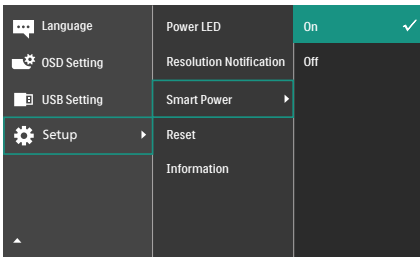 Language
OSD Setting
USB Setting
Setup
Power LED
Resolution Notification
Smart Power
Reset
Information
On
Off